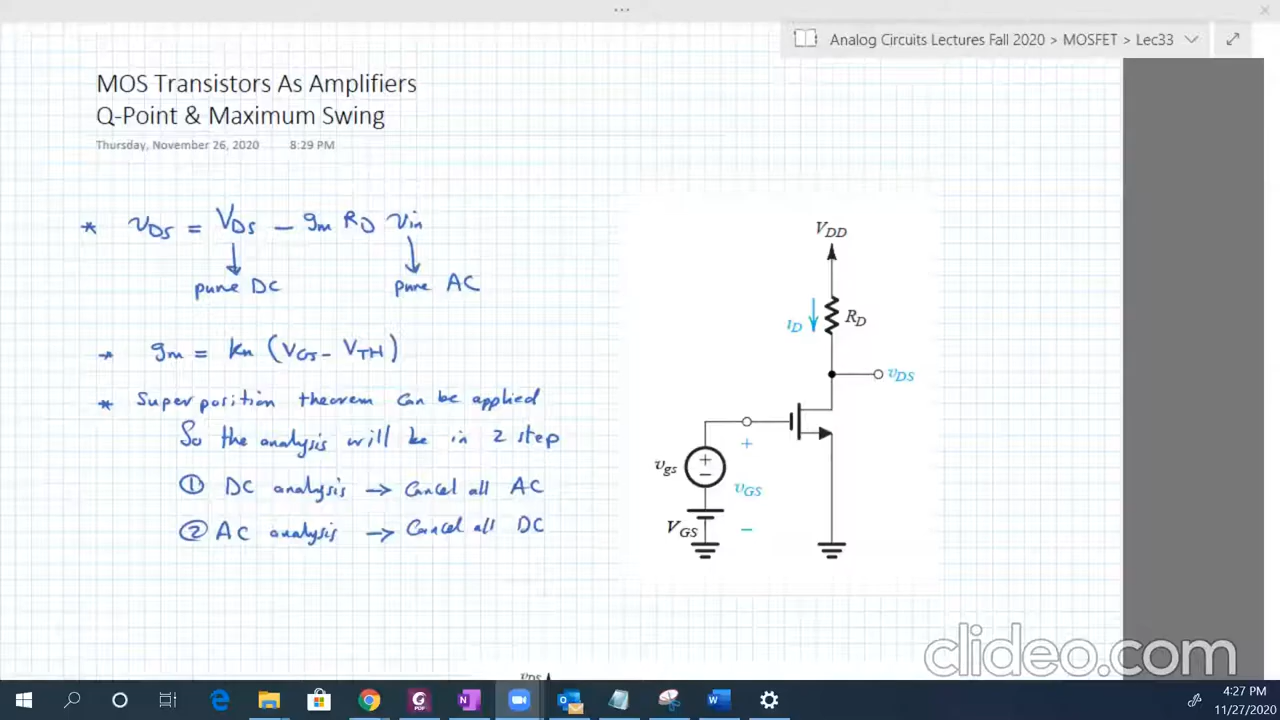 ...
Analog Circuits Lectures Fall 2020 > MOSFET > Lec33
MOS Transistors As Amplifiers
Q-Point & Maximum Swing
Thursday, November 26, 2020 8:29 PM
* vDS = VDS - gm RD vin
pure DC pure AC
→ gm = kn (VGS - VTH)
* Superposition theorem can be applied
So the analysis will be in 2 step
① DC analysis → Cancel all AC
② AC analysis → Cancel all DC
VDD
iD RD
vDS
+
vgs + −
vGS
VGS −
clideo.com
vDS
4:27 PM
11/27/2020